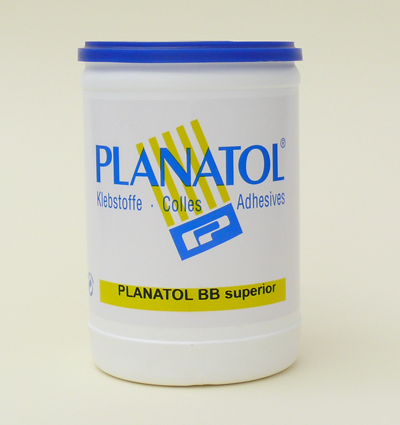 PLANATOL®
Klebstoffe · Colles Adhesives
PLANATOL BB superior